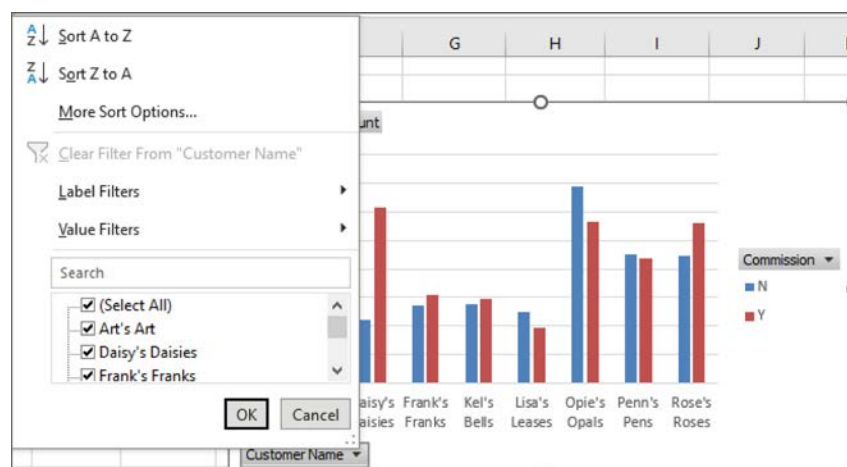 Sort A to Z
Sort Z to A
More Sort Options...
Clear Filter From "Customer Name"
Label Filters
Value Filters
Search
(Select All)
Art's Art
Daisy's Daisies
Frank's Franks
OK Cancel
G H I J
unt
Commission
N
Y
aisy's Frank's Kel's Lisa's Opie's Penn's Rose's
aisies Franks Bells Leases Opals Pens Roses
Customer Name